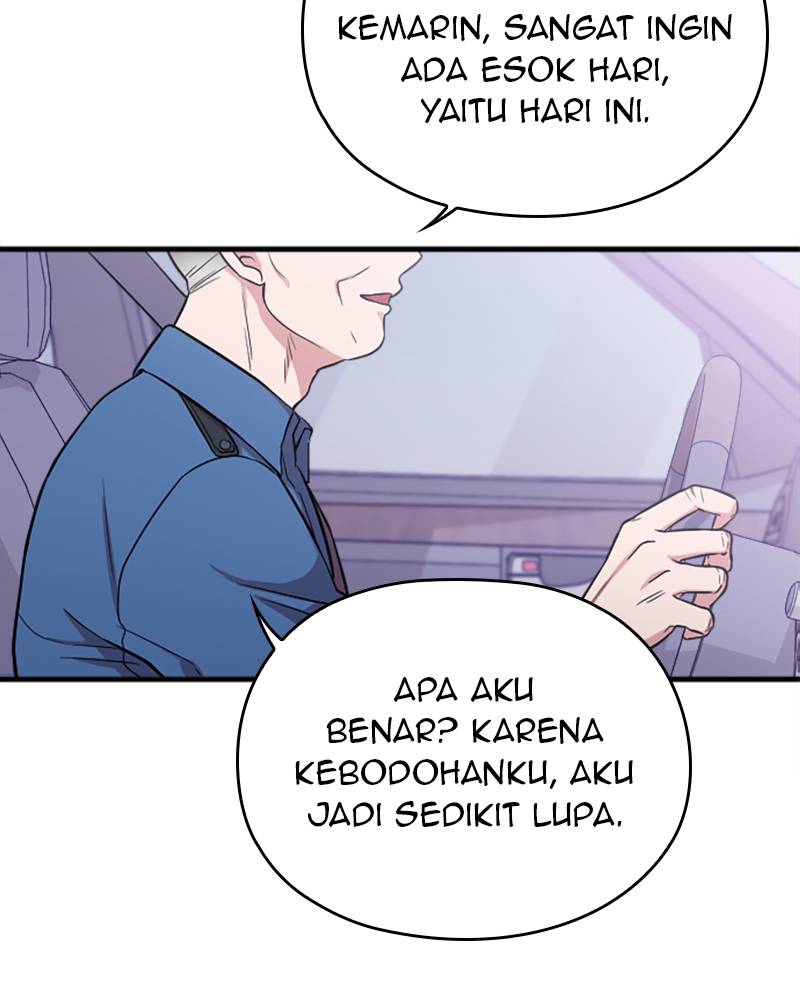 KEMARIN, SANGAT INGIN
ADA ESOK HARI,
YAITU HARI INI.
APA AKU
BENAR? KARENA
KEBODOHANKU, AKU
JADI SEDIKIT LUPA.